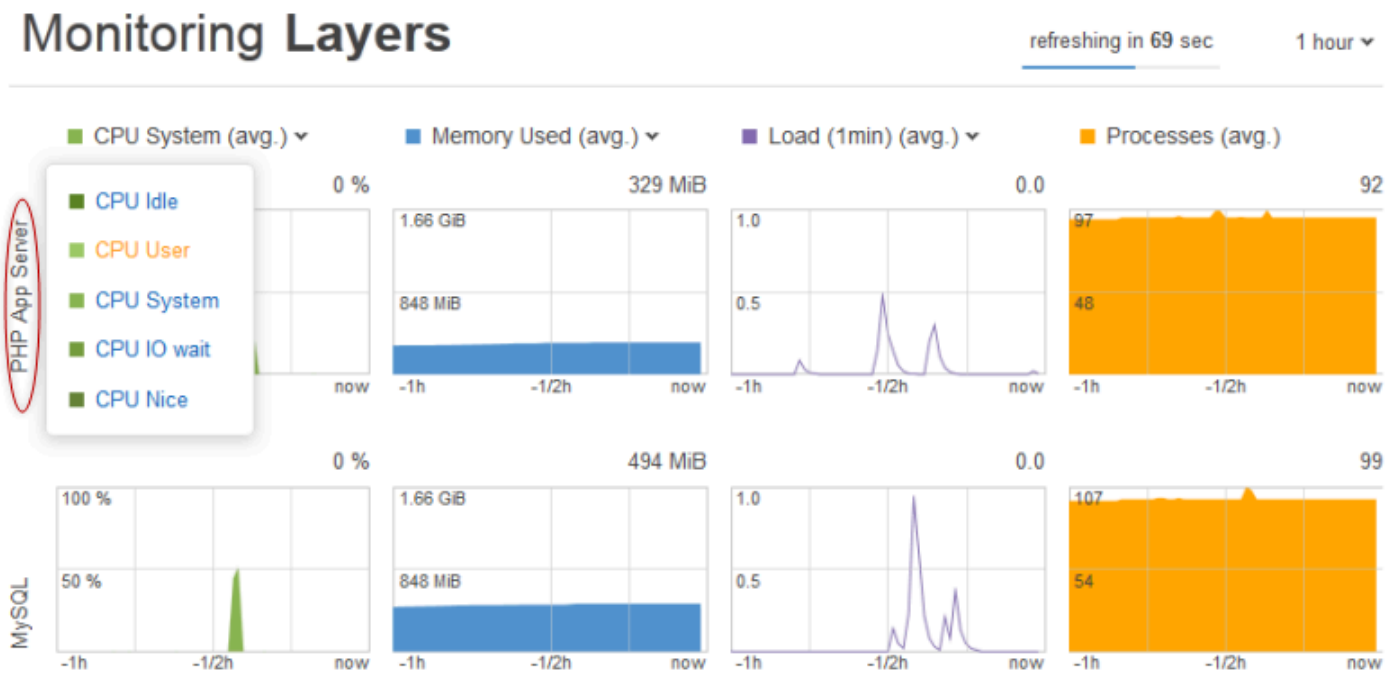 Monitoring Layers
refreshing in 69 sec
1 hour
CPU System (avg.)
Memory Used (avg.)
Load (1min) (avg.)
Processes (avg.)
PHP App Server
CPU Idle
CPU User
CPU System
CPU IO wait
CPU Nice
0 %
now
329 MiB
1.66 GiB
848 MiB
-1h -1/2h now
0.0
1.0
0.5
-1h -1/2h now
92
97
48
-1h -1/2h now
MySQL
0 %
100 %
50 %
-1h -1/2h now
494 MiB
1.66 GiB
848 MiB
-1h -1/2h now
0.0
1.0
0.5
-1h -1/2h now
99
107
54
-1h -1/2h now